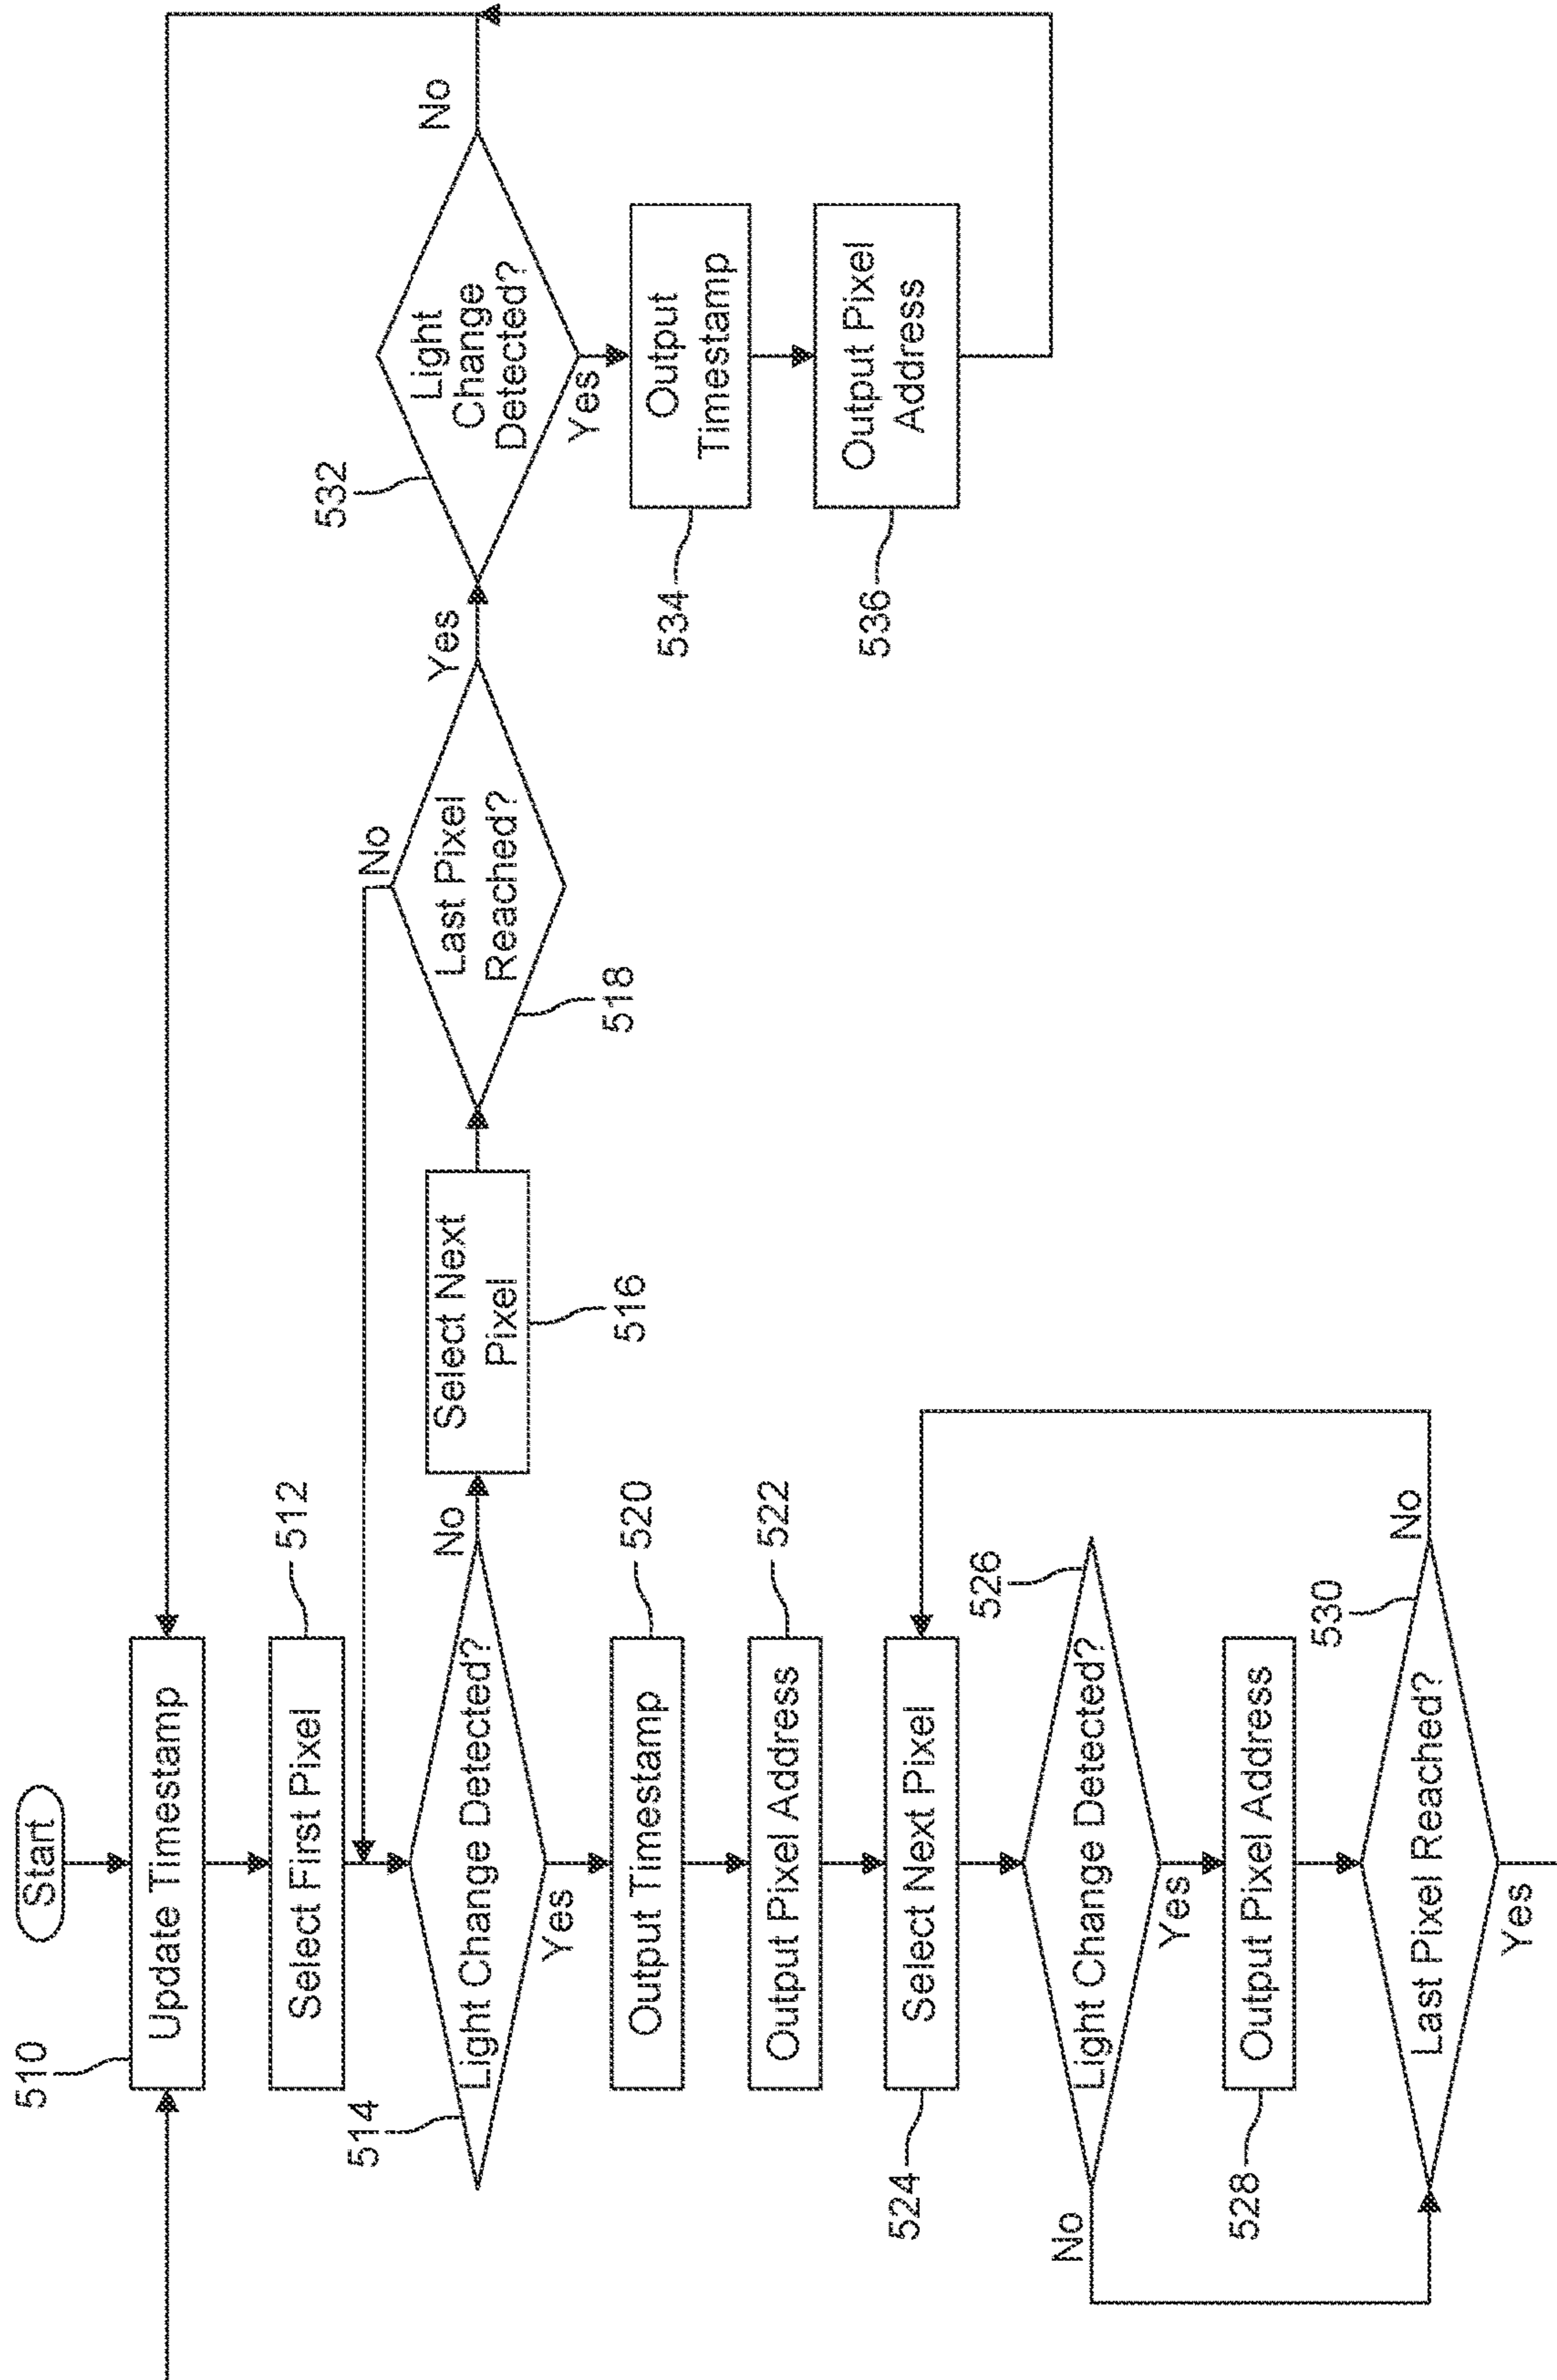 Start
510
Update Timestamp
Select First Pixel
512
514
Light Change Detected?
No
Yes
Select Next
Pixel
516
No
Last Pixel
Reached?
518
Yes
532
Light
Change
Detected?
No
Yes
Output
Timestamp
534
Output Pixel
Address
536
Output Timestamp
520
Output Pixel Address
522
Select Next Pixel
524
Light Change Detected?
526
No
Yes
Output Pixel Address
528
Last Pixel Reached?
530
No
Yes